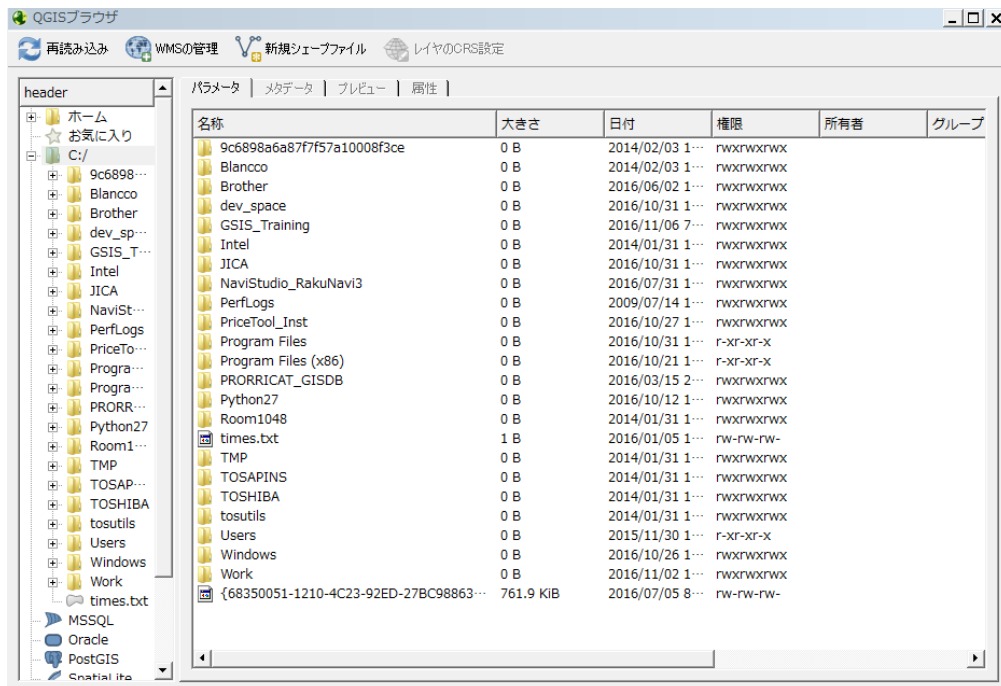 QGISブラウザ
再読み込み WMSの管理 新規シェープファイル レイヤのCRS設定
header
ホーム
お気に入り
C:/
9c6898…
Blancco
Brother
dev_sp…
GSIS_T…
Intel
JICA
NaviSt…
PerfLogs
PriceTo…
Progra…
Progra…
PRORR…
Python27
Room1…
TMP
TOSAP…
TOSHIBA
tosutils
Users
Windows
Work
times.txt
MSSQL
Oracle
PostGIS
SpatiaLite
パラメータ メタデータ プレビュー 属性
名称 大きさ 日付 権限 所有者 グループ
9c6898a6a87f7f57a10008f3ce 0 B 2014/02/03 1… rwxrwxrwx
Blancco 0 B 2014/02/03 1… rwxrwxrwx
Brother 0 B 2016/06/02 1… rwxrwxrwx
dev_space 0 B 2016/10/31 1… rwxrwxrwx
GSIS_Training 0 B 2016/11/06 7… rwxrwxrwx
Intel 0 B 2014/01/31 1… rwxrwxrwx
JICA 0 B 2016/10/31 1… rwxrwxrwx
NaviStudio_RakuNavi3 0 B 2016/07/31 1… rwxrwxrwx
PerfLogs 0 B 2009/07/14 1… rwxrwxrwx
PriceTool_Inst 0 B 2016/10/27 1… rwxrwxrwx
Program Files 0 B 2016/10/31 1… r-xr-xr-x
Program Files (x86) 0 B 2016/10/21 1… r-xr-xr-x
PRORRICAT_GISDB 0 B 2016/03/15 2… rwxrwxrwx
Python27 0 B 2016/10/12 1… rwxrwxrwx
Room1048 0 B 2014/01/31 1… rwxrwxrwx
times.txt 1 B 2016/01/05 1… rw-rw-rw-
TMP 0 B 2014/01/31 1… rwxrwxrwx
TOSAPINS 0 B 2014/01/31 1… rwxrwxrwx
TOSHIBA 0 B 2014/01/31 1… rwxrwxrwx
tosutils 0 B 2014/01/31 1… rwxrwxrwx
Users 0 B 2015/11/30 1… r-xr-xr-x
Windows 0 B 2016/10/26 1… rwxrwxrwx
Work 0 B 2016/11/02 1… rwxrwxrwx
{68350051-1210-4C23-92ED-27BC98863… 761.9 KiB 2016/07/05 8… rw-rw-rw-